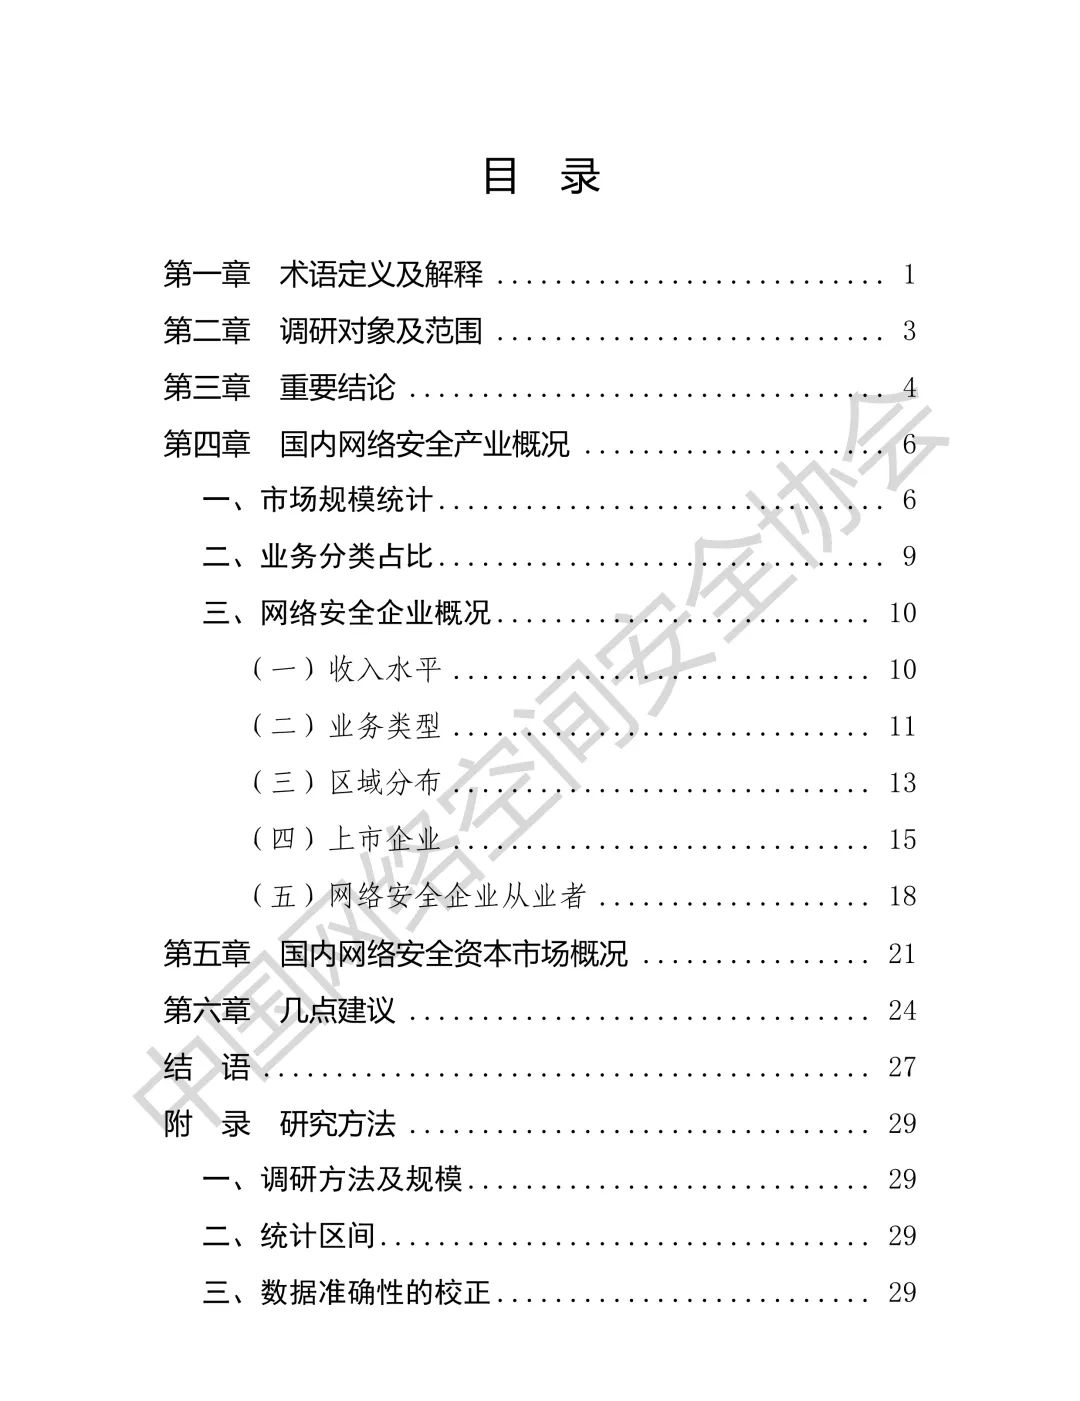 目 录
第一章 术语定义及解释 ........................... 1
第二章 调研对象及范围 ........................... 3
第三章 重要结论 ................................. 4
第四章 国内网络安全产业概况 ..................... 6
一、市场规模统计............................... 6
二、业务分类占比............................... 9
三、网络安全企业概况.......................... 10
（一）收入水平 ............................. 10
（二）业务类型 ............................. 11
（三）区域分布 ............................. 13
（四）上市企业 ............................. 15
（五）网络安全企业从业者 ................... 18
第五章 国内网络安全资本市场概况 ................ 21
第六章 几点建议 ................................ 24
结 语 .......................................... 27
附 录 研究方法 ................................ 29
一、调研方法及规模............................ 29
二、统计区间.................................. 29
三、数据准确性的校正.......................... 29
中国网络空间安全协会